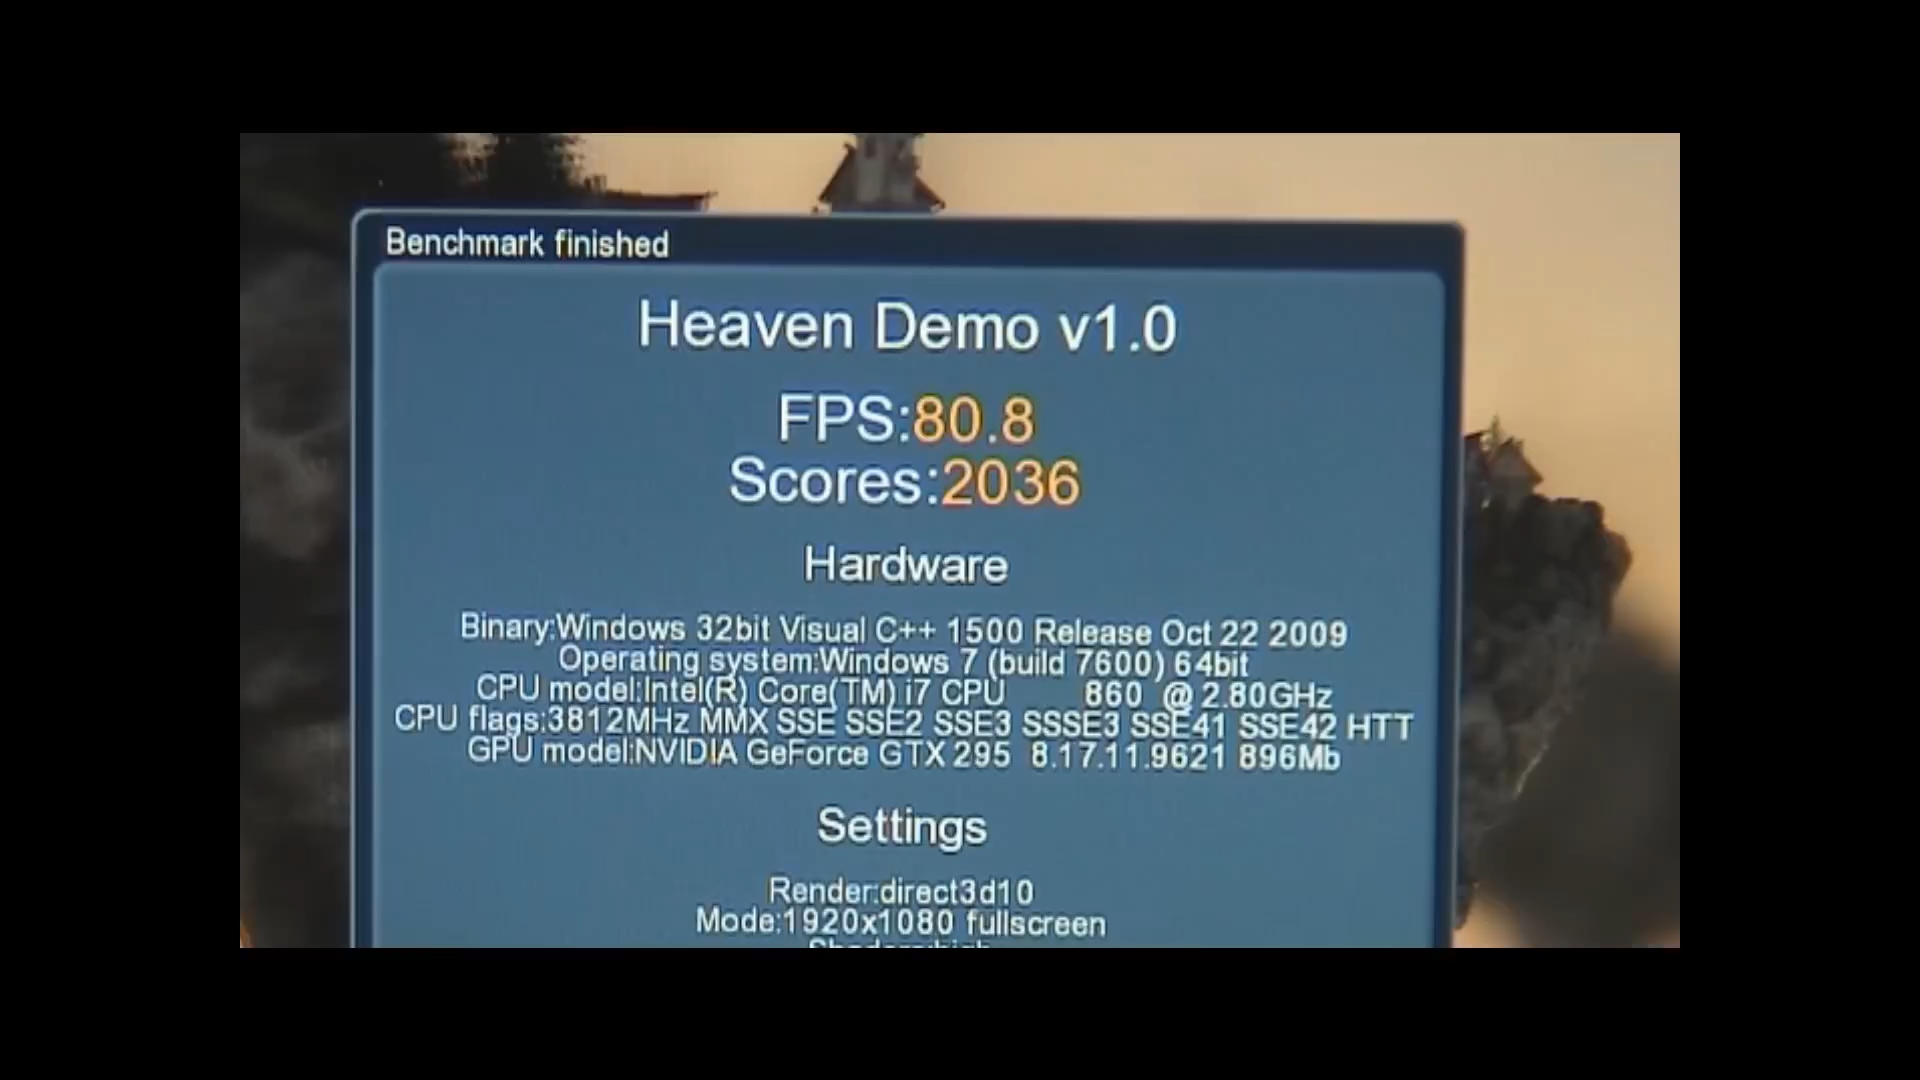 Benchmark finished
Heaven Demo v1.0
FPS:80.8
Scores:2036
Hardware
Binary:Windows 32bit Visual C++ 1500 Release Oct 22 2009
Operating system:Windows 7 (build 7600) 64bit
CPU model:Intel(R) Core(TM) i7 CPU 860 @ 2.80GHz
CPU flags:3812MHz MMX SSE SSE2 SSE3 SSSE3 SSE41 SSE42 HTT
GPU model:NVIDIA GeForce GTX 295 8.17.11.9621 896Mb
Settings
Render:direct3d10
Mode:1920x1080 fullscreen